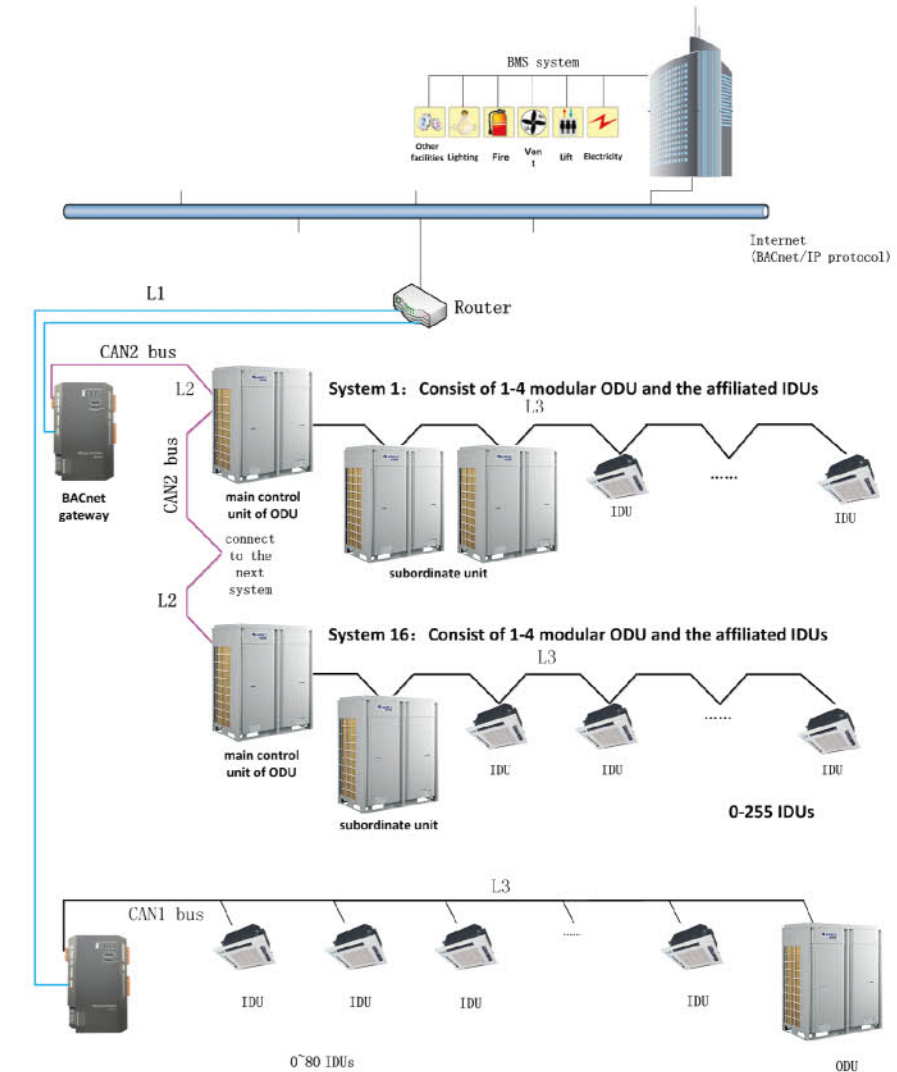 BMS system
Other
facilities
Lighting
Fire
Ven
t
Lift
Electricity
Internet
(BACnet/IP protocol)
L1
Router
CAN2 bus
L2
System 1: Consist of 1-4 modular ODU and the affiliated IDUs
L3
CAN2 bus
BACnet
gateway
main control
unit of ODU
IDU
......
IDU
connect
to the
next
system
subordinate unit
L2
System 16: Consist of 1-4 modular ODU and the affiliated IDUs
L3
main control
unit of ODU
IDU
IDU
......
IDU
subordinate unit
0-255 IDUs
L3
CAN1 bus
......
IDU
IDU
IDU
IDU
0~80 IDUs
ODU